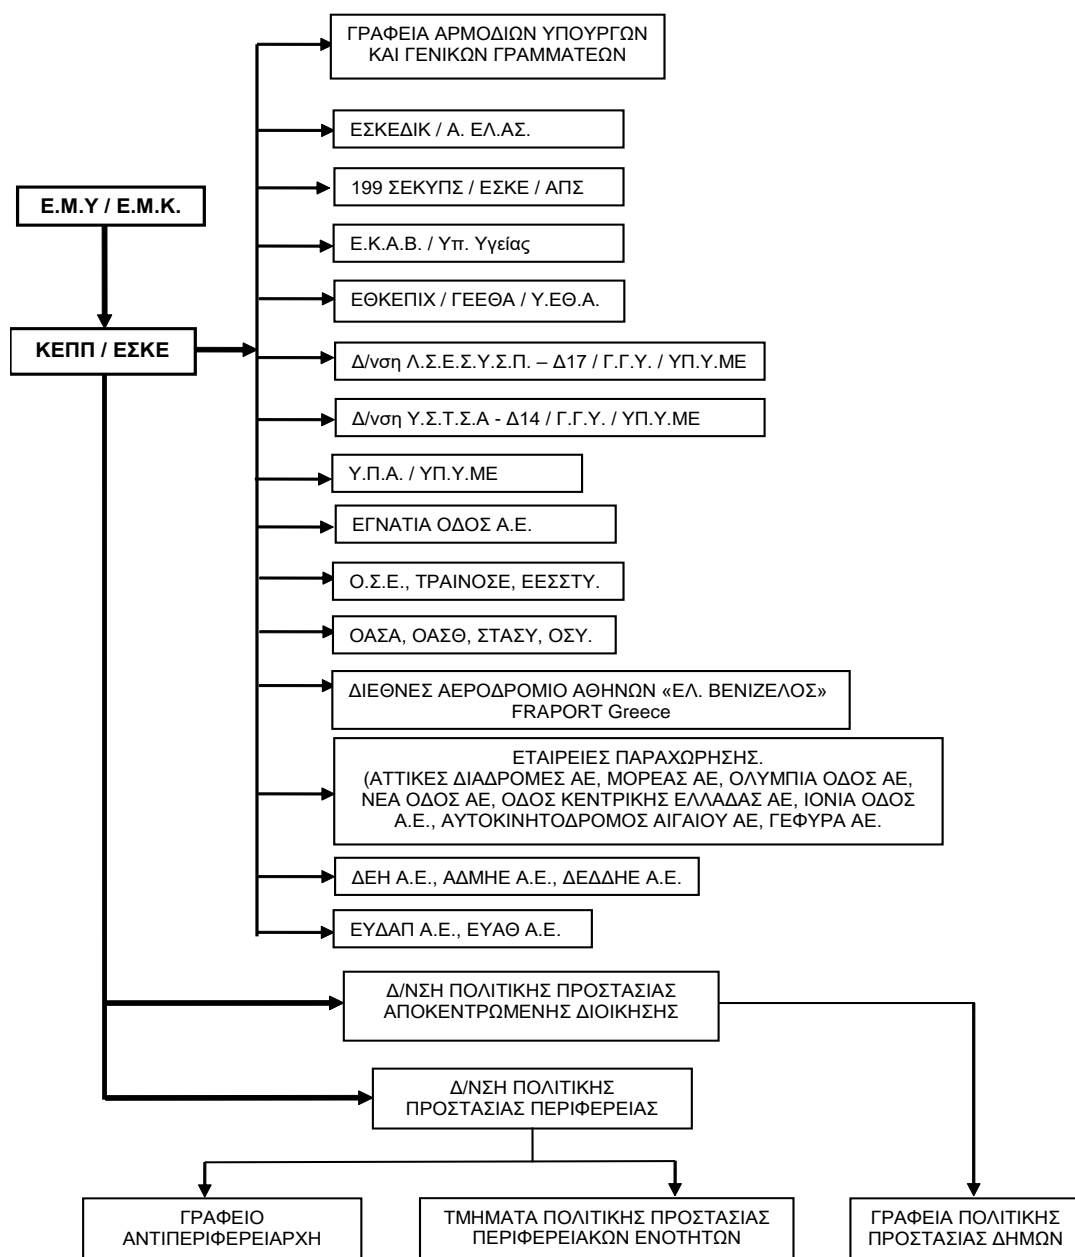 ΓΡΑΦΕΙΑ ΑΡΜΟΔΙΩΝ ΥΠΟΥΡΓΩΝ
ΚΑΙ ΓΕΝΙΚΩΝ ΓΡΑΜΜΑΤΕΩΝ
ΕΣΚΕΔΙΚ / Α. ΕΛ.ΑΣ.
199 ΣΕΚΥΠΣ / ΕΣΚΕ / ΑΠΣ
Ε.Μ.Υ / Ε.Μ.Κ.
Ε.Κ.Α.Β. / Υπ. Υγείας
ΕΘΚΕΠΙΧ / ΓΕΕΘΑ / Υ.ΕΘ.Α.
ΚΕΠΠ / ΕΣΚΕ
Δ/νση Λ.Σ.Ε.Σ.Υ.Σ.Π. – Δ17 / Γ.Γ.Υ. / ΥΠ.Υ.ΜΕ
Δ/νση Υ.Σ.Τ.Σ.Α - Δ14 / Γ.Γ.Υ. / ΥΠ.Υ.ΜΕ
Υ.Π.Α. / ΥΠ.Υ.ΜΕ
ΕΓΝΑΤΙΑ ΟΔΟΣ Α.Ε.
Ο.Σ.Ε., ΤΡΑΙΝΟΣΕ, ΕΕΣΣΤΥ.
ΟΑΣΑ, ΟΑΣΘ, ΣΤΑΣΥ, ΟΣΥ.
ΔΙΕΘΝΕΣ ΑΕΡΟΔΡΟΜΙΟ ΑΘΗΝΩΝ «ΕΛ. ΒΕΝΙΖΕΛΟΣ»
FRAPORT Greece
ΕΤΑΙΡΕΙΕΣ ΠΑΡΑΧΩΡΗΣΗΣ.
(ΑΤΤΙΚΕΣ ΔΙΑΔΡΟΜΕΣ ΑΕ, ΜΟΡΕΑΣ ΑΕ, ΟΛΥΜΠΙΑ ΟΔΟΣ ΑΕ,
ΝΕΑ ΟΔΟΣ ΑΕ, ΟΔΟΣ ΚΕΝΤΡΙΚΗΣ ΕΛΛΑΔΑΣ ΑΕ, ΙΟΝΙΑ ΟΔΟΣ
Α.Ε., ΑΥΤΟΚΙΝΗΤΟΔΡΟΜΟΣ ΑΙΓΑΙΟΥ ΑΕ, ΓΕΦΥΡΑ ΑΕ.
ΔΕΗ Α.Ε., ΑΔΜΗΕ Α.Ε., ΔΕΔΔΗΕ Α.Ε.
ΕΥΔΑΠ Α.Ε., ΕΥΑΘ Α.Ε.
Δ/ΝΣΗ ΠΟΛΙΤΙΚΗΣ ΠΡΟΣΤΑΣΙΑΣ
ΑΠΟΚΕΝΤΡΩΜΕΝΗΣ ΔΙΟΙΚΗΣΗΣ
Δ/ΝΣΗ ΠΟΛΙΤΙΚΗΣ
ΠΡΟΣΤΑΣΙΑΣ ΠΕΡΙΦΕΡΕΙΑΣ
ΓΡΑΦΕΙΟ
ΑΝΤΙΠΕΡΙΦΕΡΕΙΑΡΧΗ
ΤΜΗΜΑΤΑ ΠΟΛΙΤΙΚΗΣ ΠΡΟΣΤΑΣΙΑΣ
ΠΕΡΙΦΕΡΕΙΑΚΩΝ ΕΝΟΤΗΤΩΝ
ΓΡΑΦΕΙΑ ΠΟΛΙΤΙΚΗΣ
ΠΡΟΣΤΑΣΙΑΣ ΔΗΜΩΝ